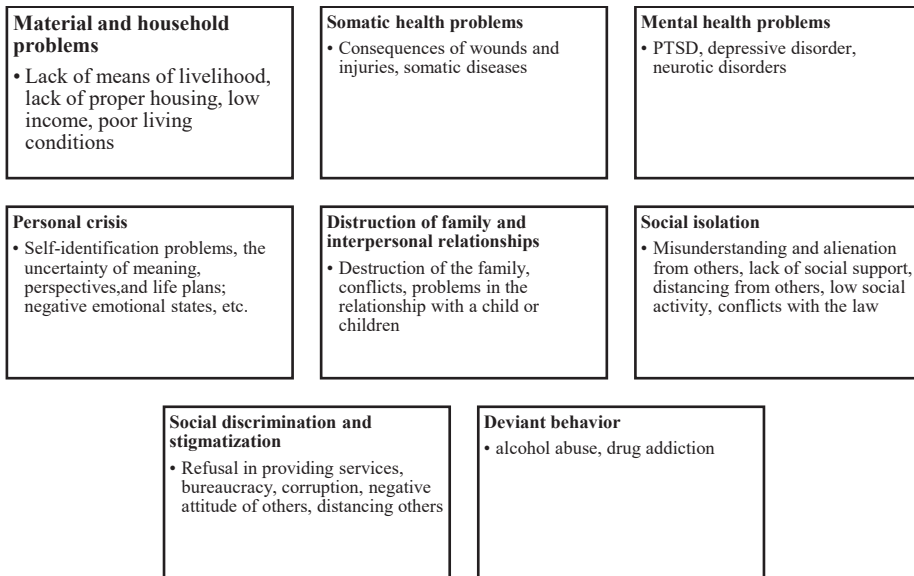 Material and household
problems
• Lack of means of livelihood,
lack of proper housing, low
income, poor living
conditions
Somatic health problems
• Consequences of wounds and
injuries, somatic diseases
Mental health problems
• PTSD, depressive disorder,
neurotic disorders
Personal crisis
• Self-identification problems, the
uncertainty of meaning,
perspectives,and life plans;
negative emotional states, etc.
Distruction of family and
interpersonal relationships
• Destruction of the family,
conflicts, problems in the
relationship with a child or
children
Social isolation
• Misunderstanding and alienation
from others, lack of social support,
distancing from others, low social
activity, conflicts with the law
Social discrimination and
stigmatization
• Refusal in providing services,
bureaucracy, corruption, negative
attitude of others, distancing others
Deviant behavior
• alcohol abuse, drug addiction